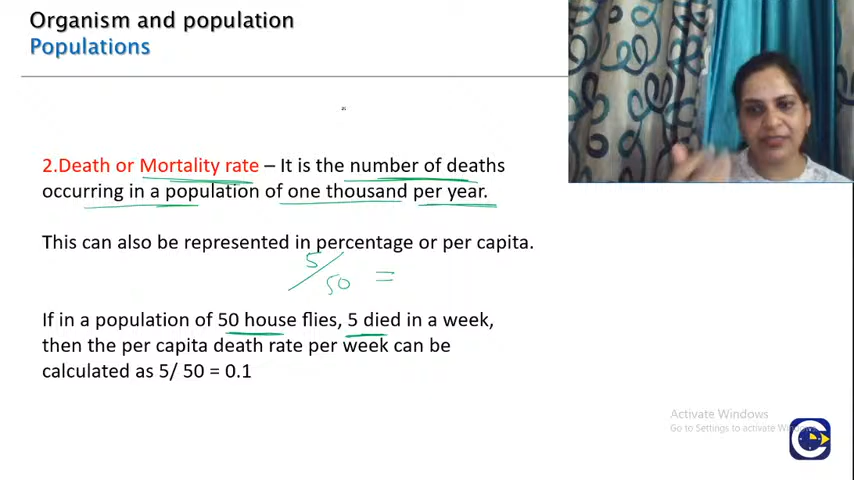 Organism and population
Populations
2.Death or Mortality rate – It is the number of deaths
occurring in a population of one thousand per year.
This can also be represented in percentage or per capita.
5/50 =
If in a population of 50 house flies, 5 died in a week,
then the per capita death rate per week can be
calculated as 5/ 50 = 0.1
Activate Windows
Go to Settings to activate Wind